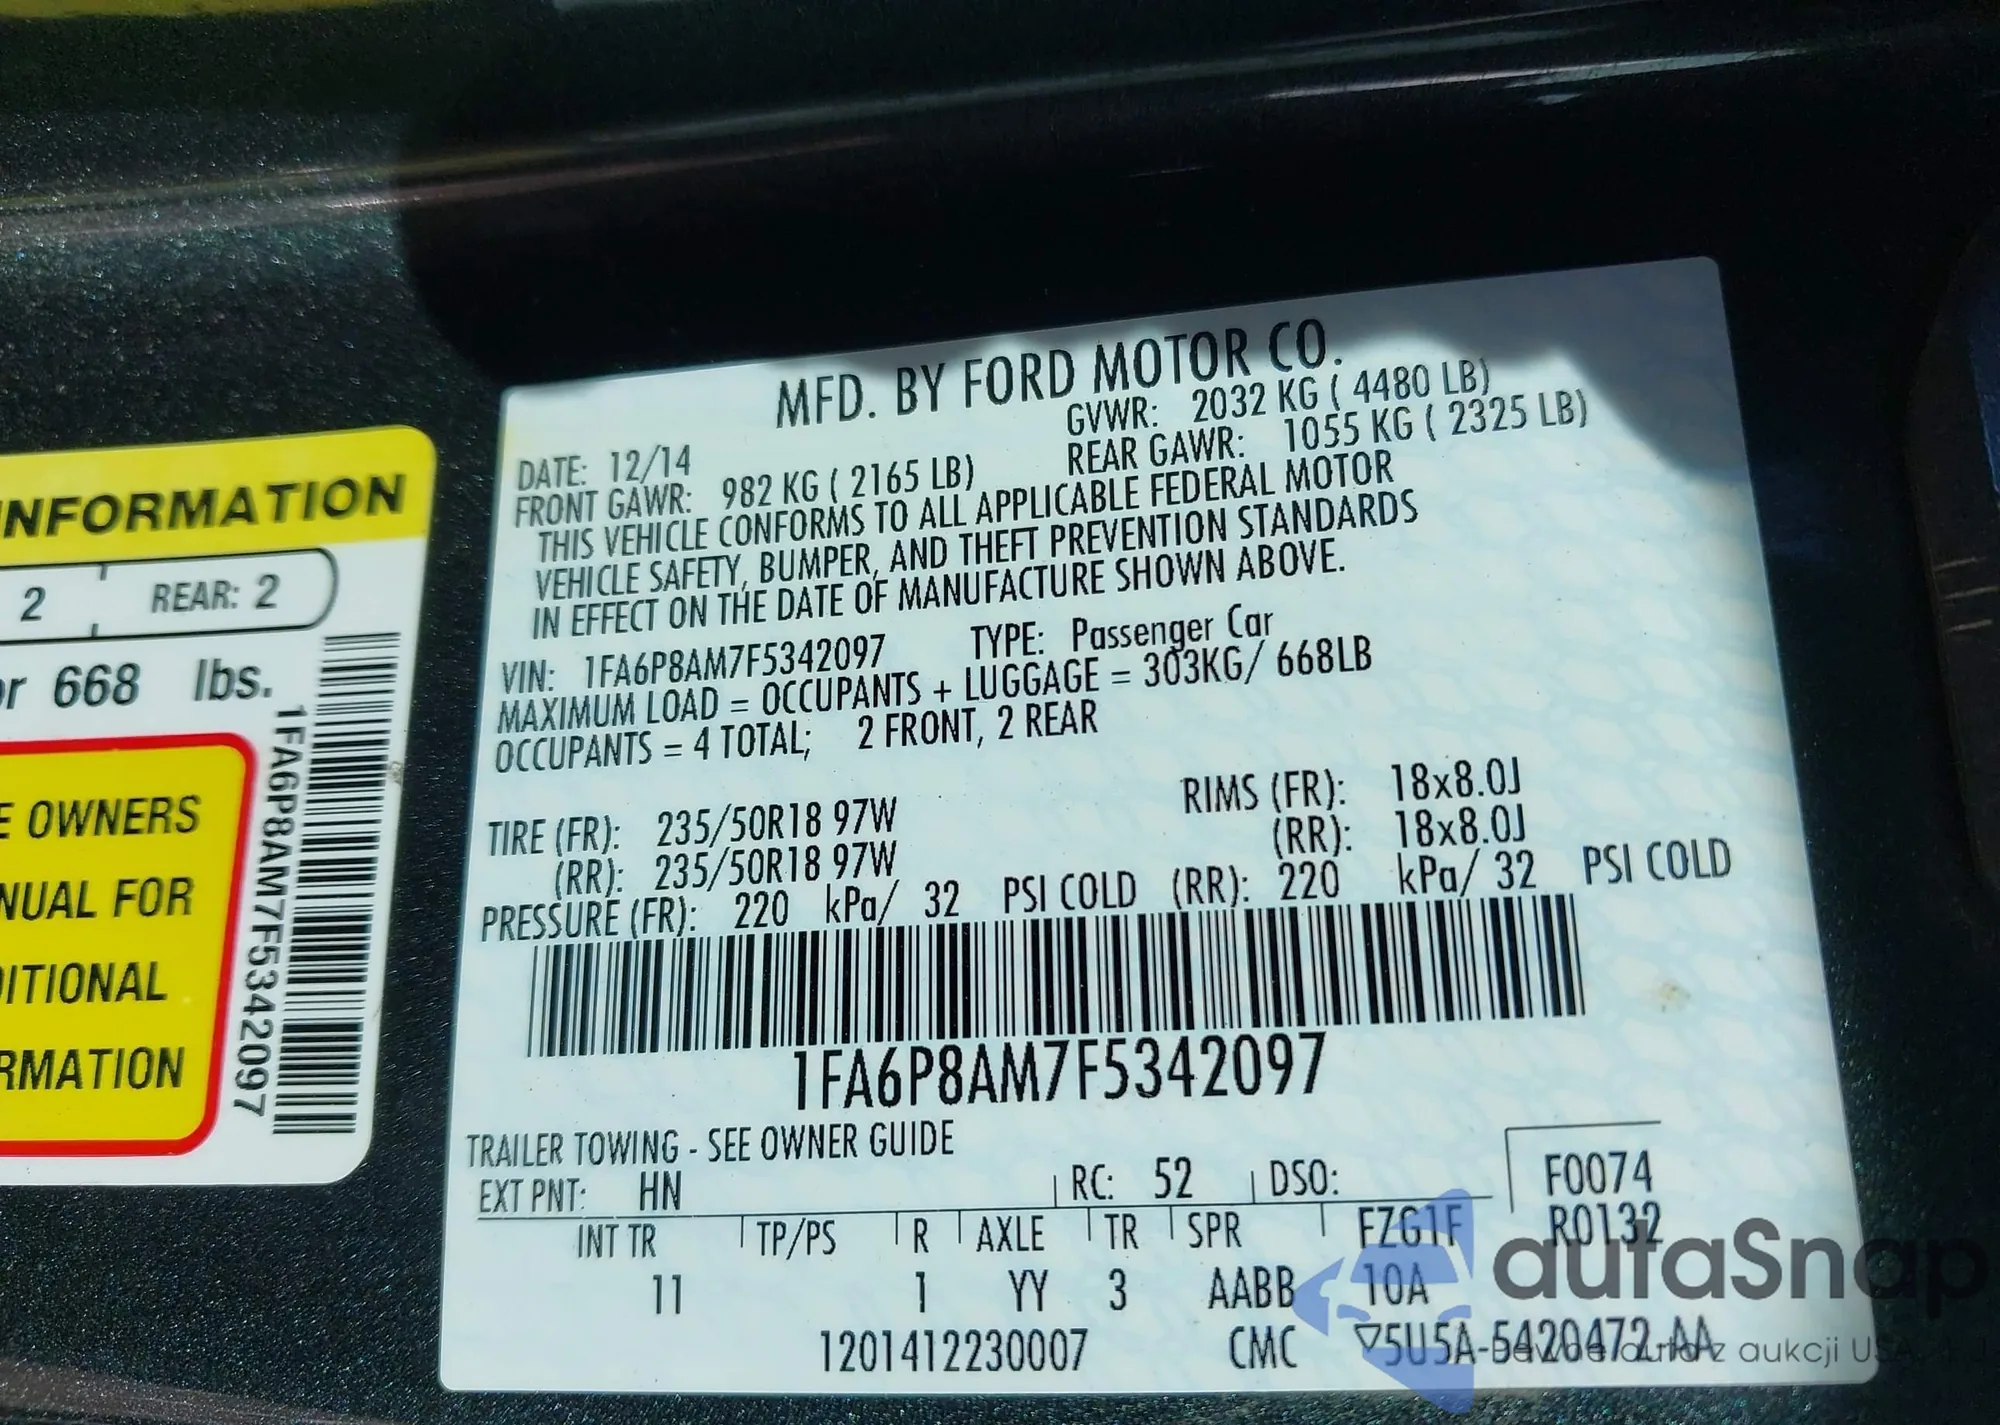 INFORMATION
2 REAR: 2
or 668 lbs.
OWNERS
FOR
1FA6P8AM7F5342097
MFD. BY FORD MOTOR CO.
DATE: 12/14 GVWR: 2032 KG ( 4480 LB)
FRONT GAWR: 982 KG ( 2165 LB) REAR GAWR: 1055 KG ( 2325 LB)
THIS VEHICLE CONFORMS TO ALL APPLICABLE FEDERAL MOTOR
VEHICLE SAFETY, BUMPER, AND THEFT PREVENTION STANDARDS
IN EFFECT ON THE DATE OF MANUFACTURE SHOWN ABOVE.
VIN: 1FA6P8AM7F5342097 TYPE: Passenger Car
MAXIMUM LOAD = OCCUPANTS + LUGGAGE = 303KG/ 668LB
OCCUPANTS = 4 TOTAL; 2 FRONT, 2 REAR
TIRE (FR): 235/50R18 97W RIMS (FR): 18x8.0J
(RR): 235/50R18 97W (RR): 18x8.0J
PRESSURE (FR): 220 kPa/ 32 PSI COLD (RR): 220 kPa/ 32 PSI COLD
1FA6P8AM7F5342097
TRAILER TOWING - SEE OWNER GUIDE
EXT PNT: HN RC: 52 DSO: F0074
INT TR TP/PS R AXLE TR SPR FZG1F R0132
11 1 YY 3 AABB 10A
1201412230007 CMC ▽5U5A-5420472-AA
autaSnap
aukcji